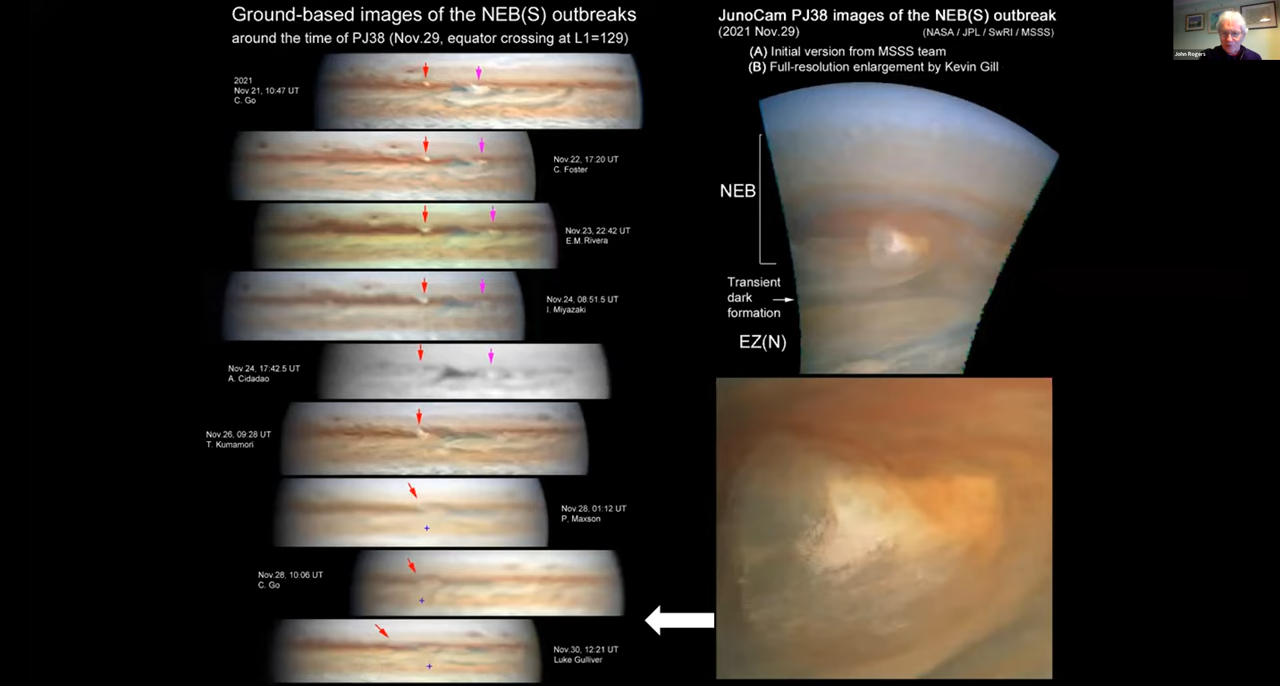 Ground-based images of the NEB(S) outbreaks
around the time of PJ38 (Nov.29, equator crossing at L1=129)
2021
Nov 21, 10:47 UT
C. Go
Nov.22, 17:20 UT
C. Foster
Nov.23, 22:42 UT
E.M. Rivera
Nov.24, 08:51.5 UT
I. Miyazaki
Nov.24, 17:42.5 UT
A. Cidadao
Nov.26, 09:28 UT
T. Kumamori
Nov 28, 01:12 UT
P. Maxson
Nov.28, 10:06 UT
C. Go
Nov.30, 12:21 UT
Luke Gulliver
JunoCam PJ38 images of the NEB(S) outbreak
(2021 Nov.29) (NASA / JPL / SwRI / MSSS)
(A) Initial version from MSSS team
(B) Full-resolution enlargement by Kevin Gill
NEB
Transient
dark
formation
EZ(N)
John Rogers